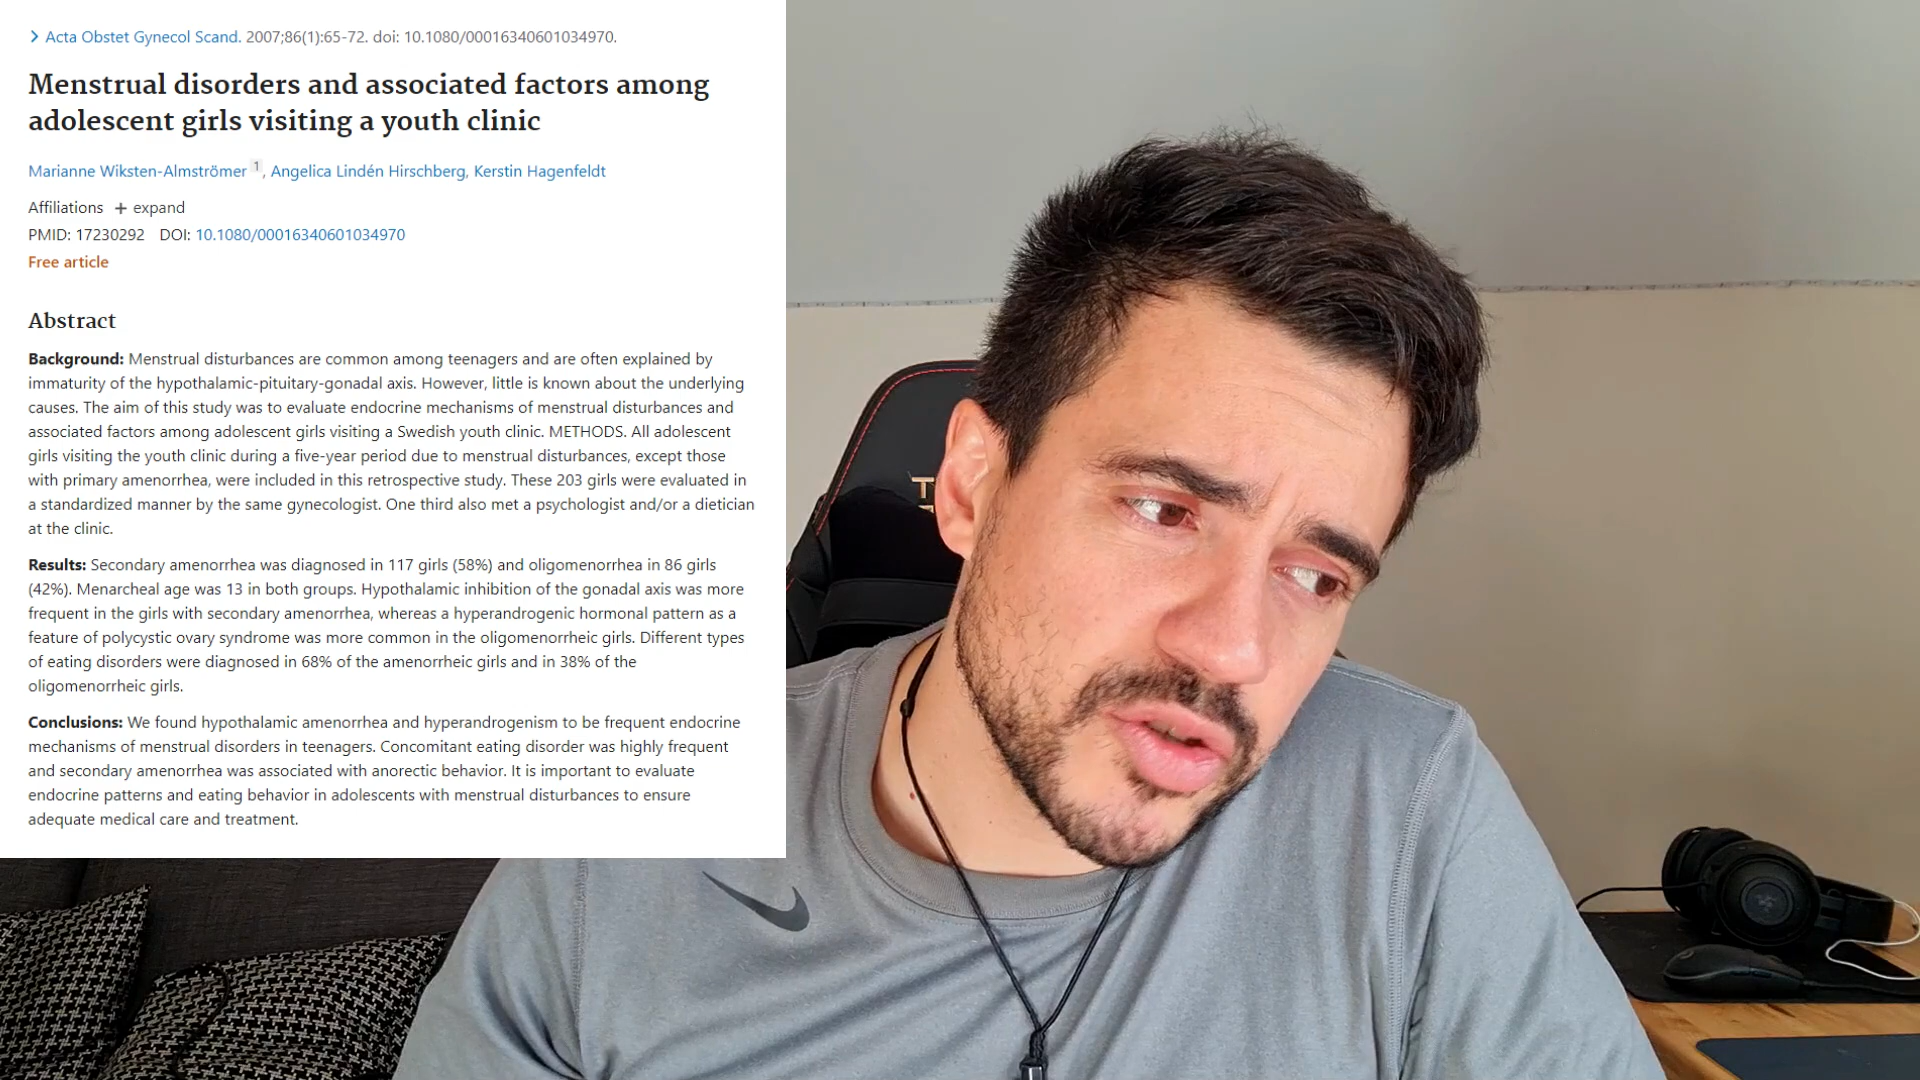 Acta Obstet Gynecol Scand. 2007;86(1):65-72. doi: 10.1080/00016340601034970.
Menstrual disorders and associated factors among
adolescent girls visiting a youth clinic
Marianne Wiksten-Almströmer 1, Angelica Lindén Hirschberg, Kerstin Hagenfeldt
Affiliations + expand
PMID: 17230292 DOI: 10.1080/00016340601034970
Free article
Abstract
Background: Menstrual disturbances are common among teenagers and are often explained by
immaturity of the hypothalamic-pituitary-gonadal axis. However, little is known about the underlying
causes. The aim of this study was to evaluate endocrine mechanisms of menstrual disturbances and
associated factors among adolescent girls visiting a Swedish youth clinic. METHODS. All adolescent
girls visiting the youth clinic during a five-year period due to menstrual disturbances, except those
with primary amenorrhea, were included in this retrospective study. These 203 girls were evaluated in
a standardized manner by the same gynecologist. One third also met a psychologist and/or a dietician
at the clinic.
Results: Secondary amenorrhea was diagnosed in 117 girls (58%) and oligomenorrhea in 86 girls
(42%). Menarcheal age was 13 in both groups. Hypothalamic inhibition of the gonadal axis was more
frequent in the girls with secondary amenorrhea, whereas a hyperandrogenic hormonal pattern as a
feature of polycystic ovary syndrome was more common in the oligomenorrheic girls. Different types
of eating disorders were diagnosed in 68% of the amenorrheic girls and in 38% of the
oligomenorrheic girls.
Conclusions: We found hypothalamic amenorrhea and hyperandrogenism to be frequent endocrine
mechanisms of menstrual disorders in teenagers. Concomitant eating disorder was highly frequent
and secondary amenorrhea was associated with anorectic behavior. It is important to evaluate
endocrine patterns and eating behavior in adolescents with menstrual disturbances to ensure
adequate medical care and treatment.